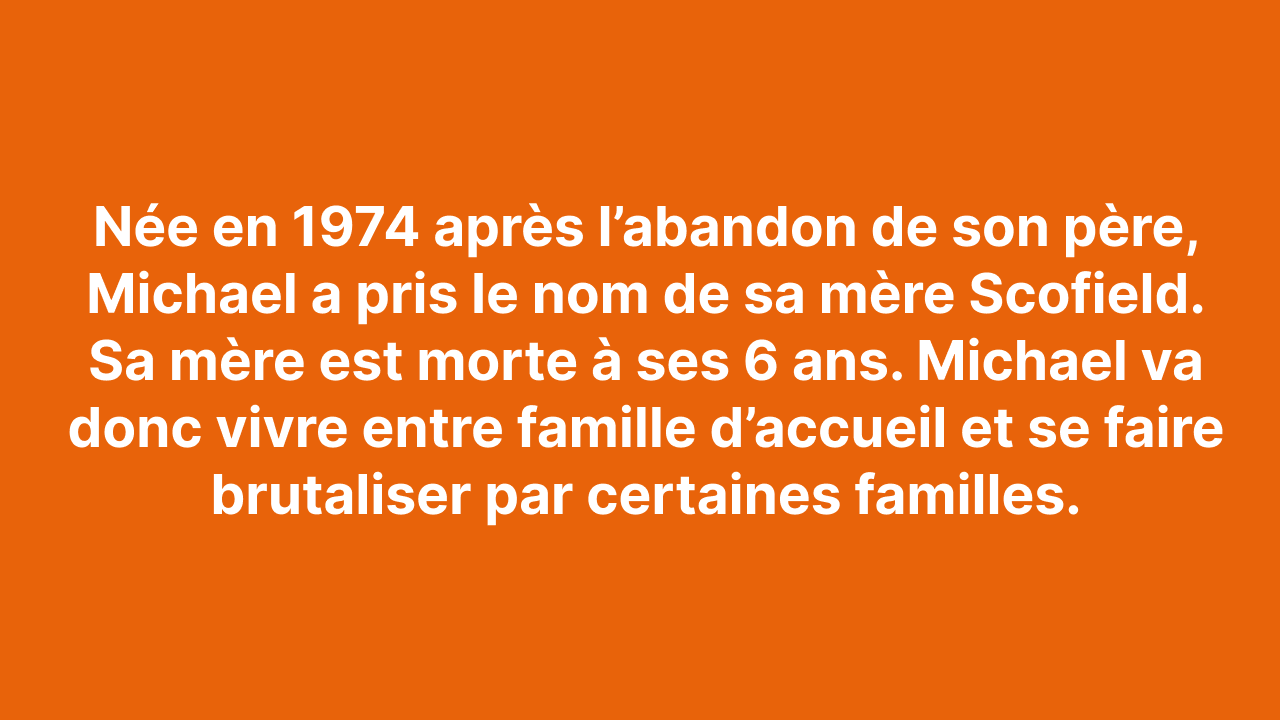 Née en 1974 après l’abandon de son père,
Michael a pris le nom de sa mère Scofield.
Sa mère est morte à ses 6 ans. Michael va
donc vivre entre famille d’accueil et se faire
brutaliser par certaines familles.